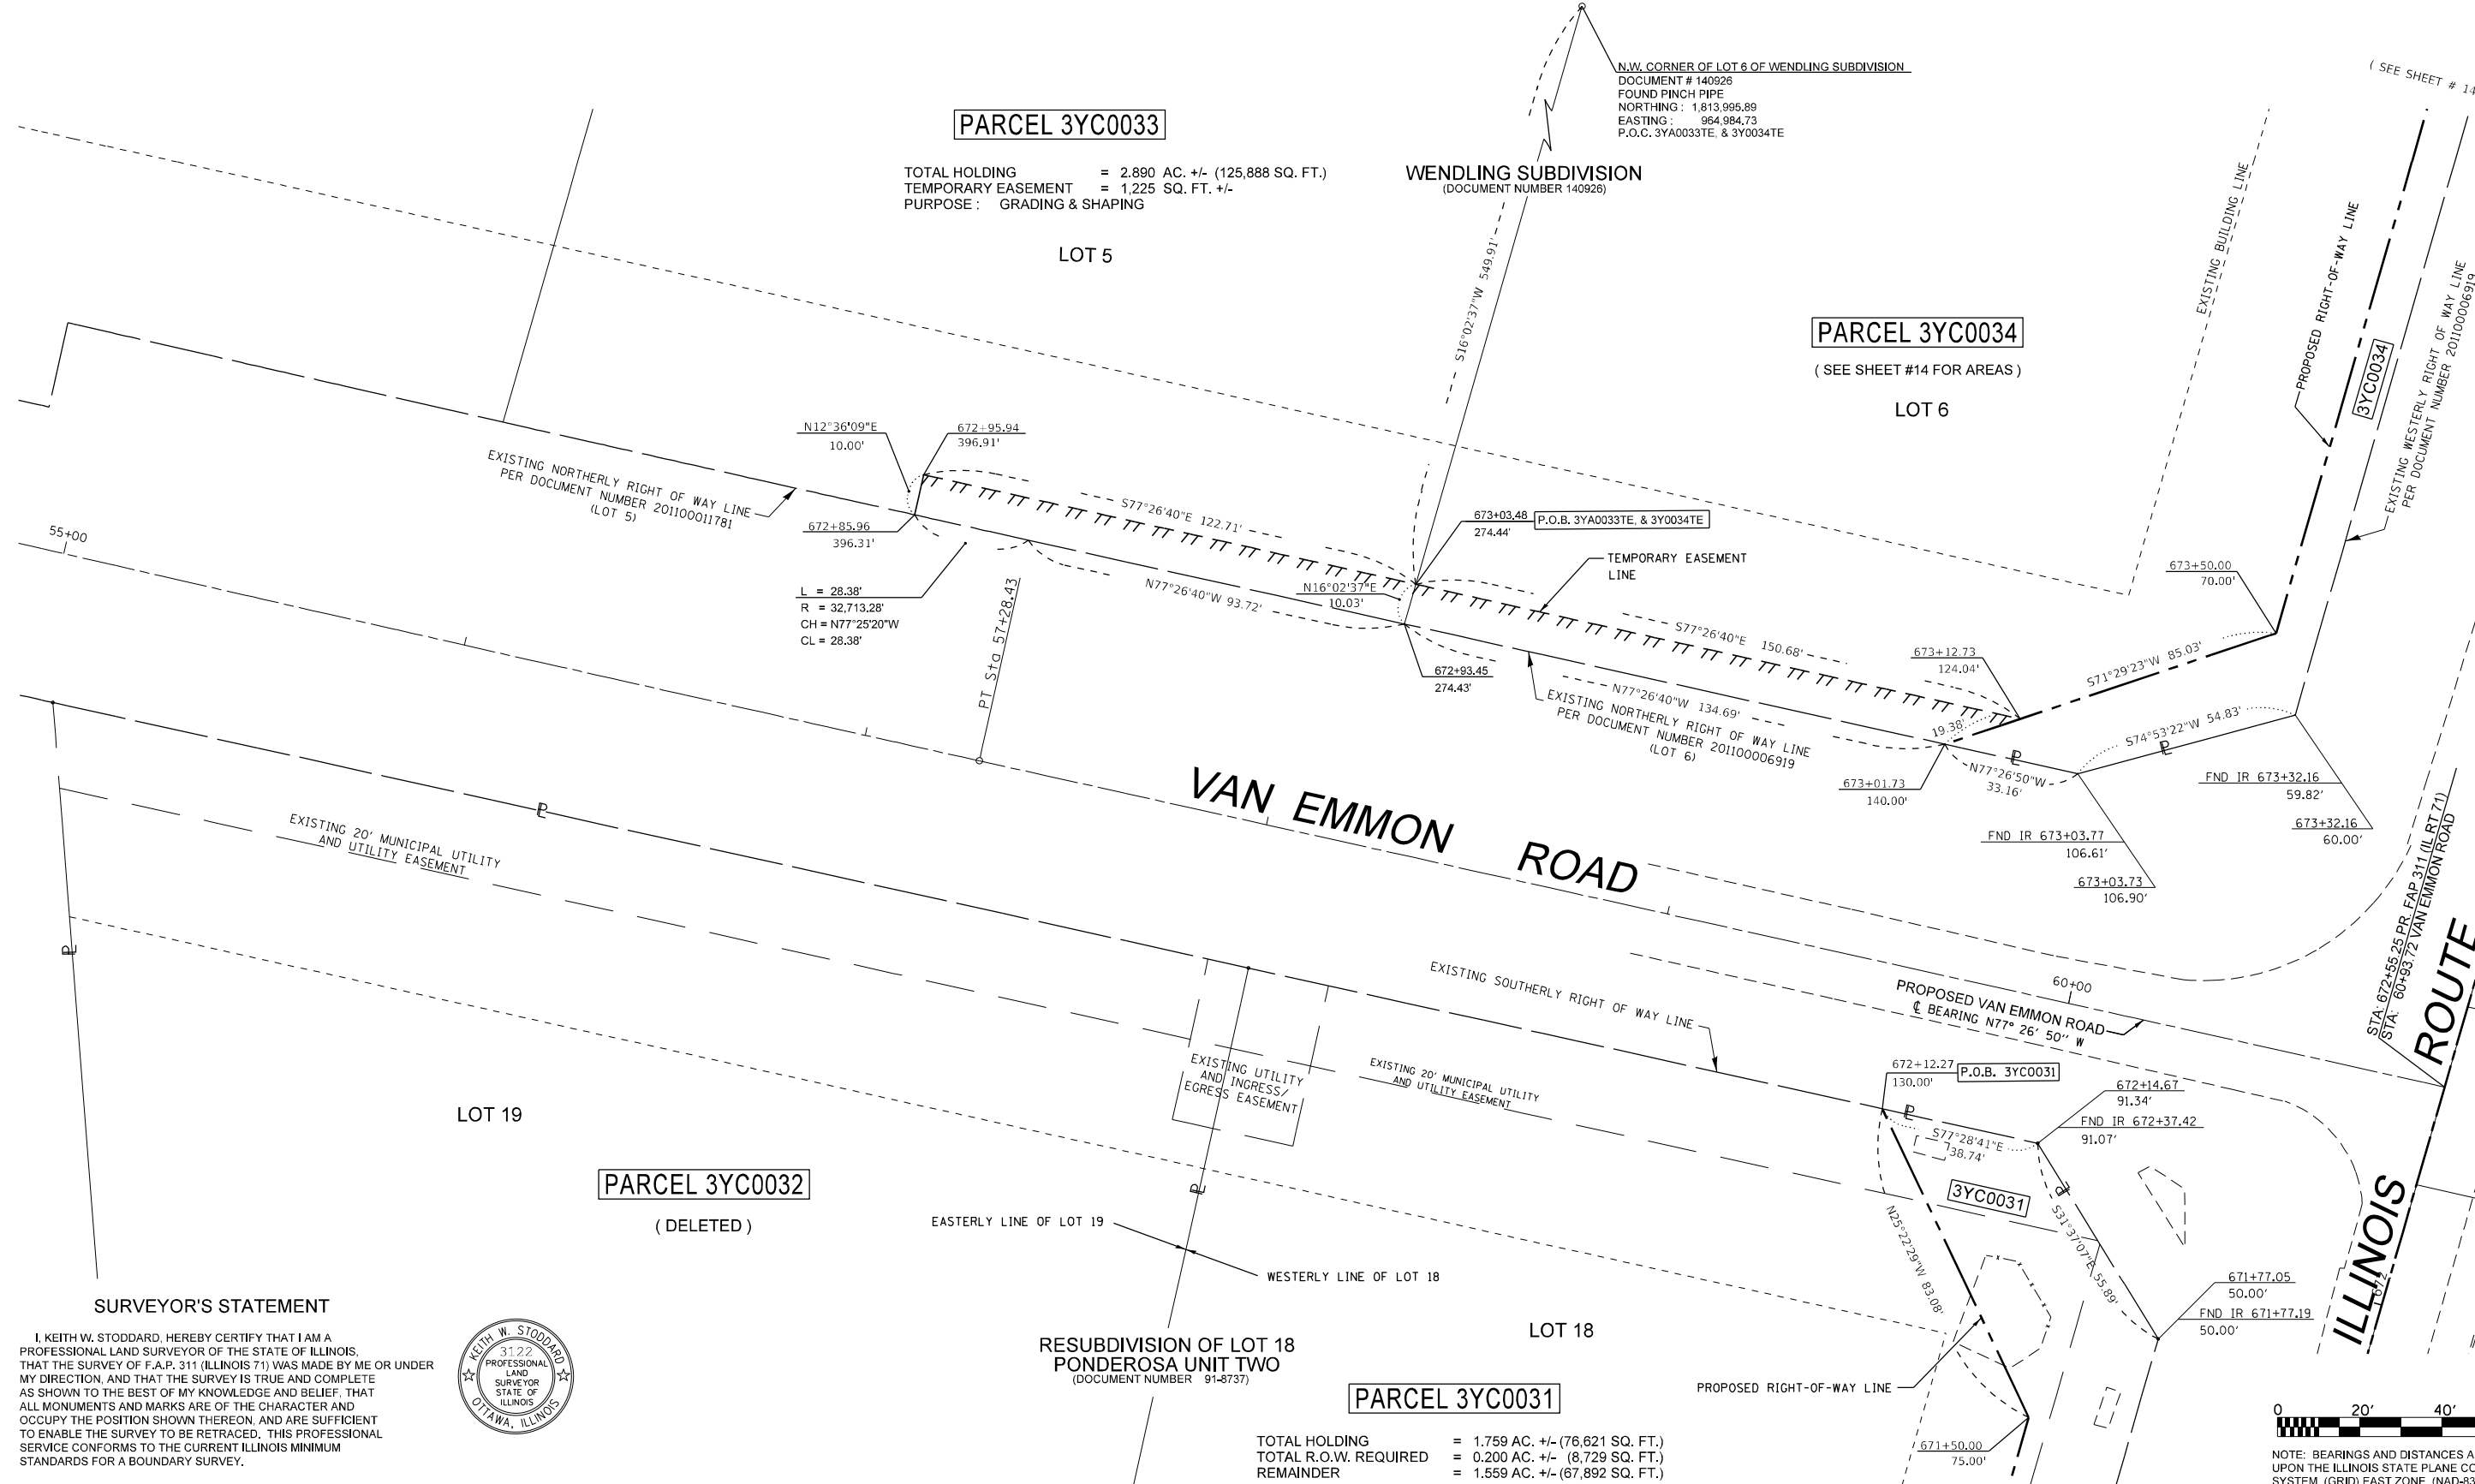 N.W. CORNER OF LOT 6 OF WENDLING SUBDIVISION
DOCUMENT # 140926
FOUND PINCH PIPE
NORTHING : 1,813,995.89
EASTING : 964,984.73
P.O.C. 3YA0033TE, & 3Y0034TE
( SEE SHEET # 14
PARCEL 3YC0033
TOTAL HOLDING = 2.890 AC. +/- (125,888 SQ. FT.)
TEMPORARY EASEMENT = 1,225 SQ. FT. +/-
PURPOSE : GRADING & SHAPING
LOT 5
WENDLING SUBDIVISION
(DOCUMENT NUMBER 140926)
S16°02'37"W 549.91'
EXISTING BUILDING LINE
PROPOSED RIGHT-OF-WAY LINE
EXISTING WESTERLY RIGHT OF WAY LINE
PER DOCUMENT NUMBER 201100006919
3YC0034
PARCEL 3YC0034
( SEE SHEET #14 FOR AREAS )
LOT 6
N12°36'09"E
10.00'
672+95.94
396.91'
EXISTING NORTHERLY RIGHT OF WAY LINE
PER DOCUMENT NUMBER 201100011781
(LOT 5)
672+85.96
396.31'
S77°26'40"E 122.71'
673+03.48
274.44'
P.O.B. 3YA0033TE, & 3Y0034TE
TEMPORARY EASEMENT
LINE
55+00
L = 28.38'
R = 32,713.28'
CH = N77°25'20"W
CL = 28.38'
PT Sta 57+28.43
N77°26'40"W 93.72'
N16°02'37"E
10.03'
672+93.45
274.43'
S77°26'40"E 150.68'
N77°26'40"W 134.69'
EXISTING NORTHERLY RIGHT OF WAY LINE
PER DOCUMENT NUMBER 201100006919
(LOT 6)
673+50.00
70.00'
673+12.73
124.04'
S71°29'23"W 85.03'
19.38'
S74°53'22"W 54.83'
℄
℄
N77°26'50"W
33.16'
673+01.73
140.00'
FND IR 673+32.16
59.82'
673+32.16
60.00'
FND IR 673+03.77
106.61'
673+03.73
106.90'
VAN EMMON ROAD
EXISTING 20' MUNICIPAL UTILITY
AND UTILITY EASEMENT
STA: 672+55.25 PR. FAP 311 (IL RT 71)
STA: 60+93.72 VAN EMMON ROAD
ILLINOIS ROUTE
EXISTING SOUTHERLY RIGHT OF WAY LINE
60+00
PROPOSED VAN EMMON ROAD
℄ BEARING N77° 26' 50'' W
EXISTING UTILITY
AND INGRESS/
EGRESS EASEMENT
EXISTING 20' MUNICIPAL UTILITY
AND UTILITY EASEMENT
672+12.27
130.00'
P.O.B. 3YC0031
672+14.67
91.34'
FND IR 672+37.42
91.07'
S77°28'41"E
38.74'
3YC0031
N25°22'29"W 83.08'
S31°37'07"E 55.89'
LOT 19
PARCEL 3YC0032
( DELETED )
EASTERLY LINE OF LOT 19
WESTERLY LINE OF LOT 18
671+77.05
50.00'
FND IR 671+77.19
50.00'
672
LOT 18
RESUBDIVISION OF LOT 18
PONDEROSA UNIT TWO
(DOCUMENT NUMBER 91-8737)
PROPOSED RIGHT-OF-WAY LINE
671+50.00
75.00'
PARCEL 3YC0031
TOTAL HOLDING = 1.759 AC. +/- (76,621 SQ. FT.)
TOTAL R.O.W. REQUIRED = 0.200 AC. +/- (8,729 SQ. FT.)
REMAINDER = 1.559 AC. +/- (67,892 SQ. FT.)
SURVEYOR'S STATEMENT
I, KEITH W. STODDARD, HEREBY CERTIFY THAT I AM A
PROFESSIONAL LAND SURVEYOR OF THE STATE OF ILLINOIS,
THAT THE SURVEY OF F.A.P. 311 (ILLINOIS 71) WAS MADE BY ME OR UNDER
MY DIRECTION, AND THAT THE SURVEY IS TRUE AND COMPLETE
AS SHOWN TO THE BEST OF MY KNOWLEDGE AND BELIEF, THAT
ALL MONUMENTS AND MARKS ARE OF THE CHARACTER AND
OCCUPY THE POSITION SHOWN THEREON, AND ARE SUFFICIENT
TO ENABLE THE SURVEY TO BE RETRACED. THIS PROFESSIONAL
SERVICE CONFORMS TO THE CURRENT ILLINOIS MINIMUM
STANDARDS FOR A BOUNDARY SURVEY.
KEITH W. STODDARD
3122
PROFESSIONAL
LAND
SURVEYOR
STATE OF
ILLINOIS
OTTAWA, ILLINOIS
0 20' 40'
NOTE: BEARINGS AND DISTANCES A
UPON THE ILLINOIS STATE PLANE CO
SYSTEM, (GRID) EAST ZONE, (NAD-83